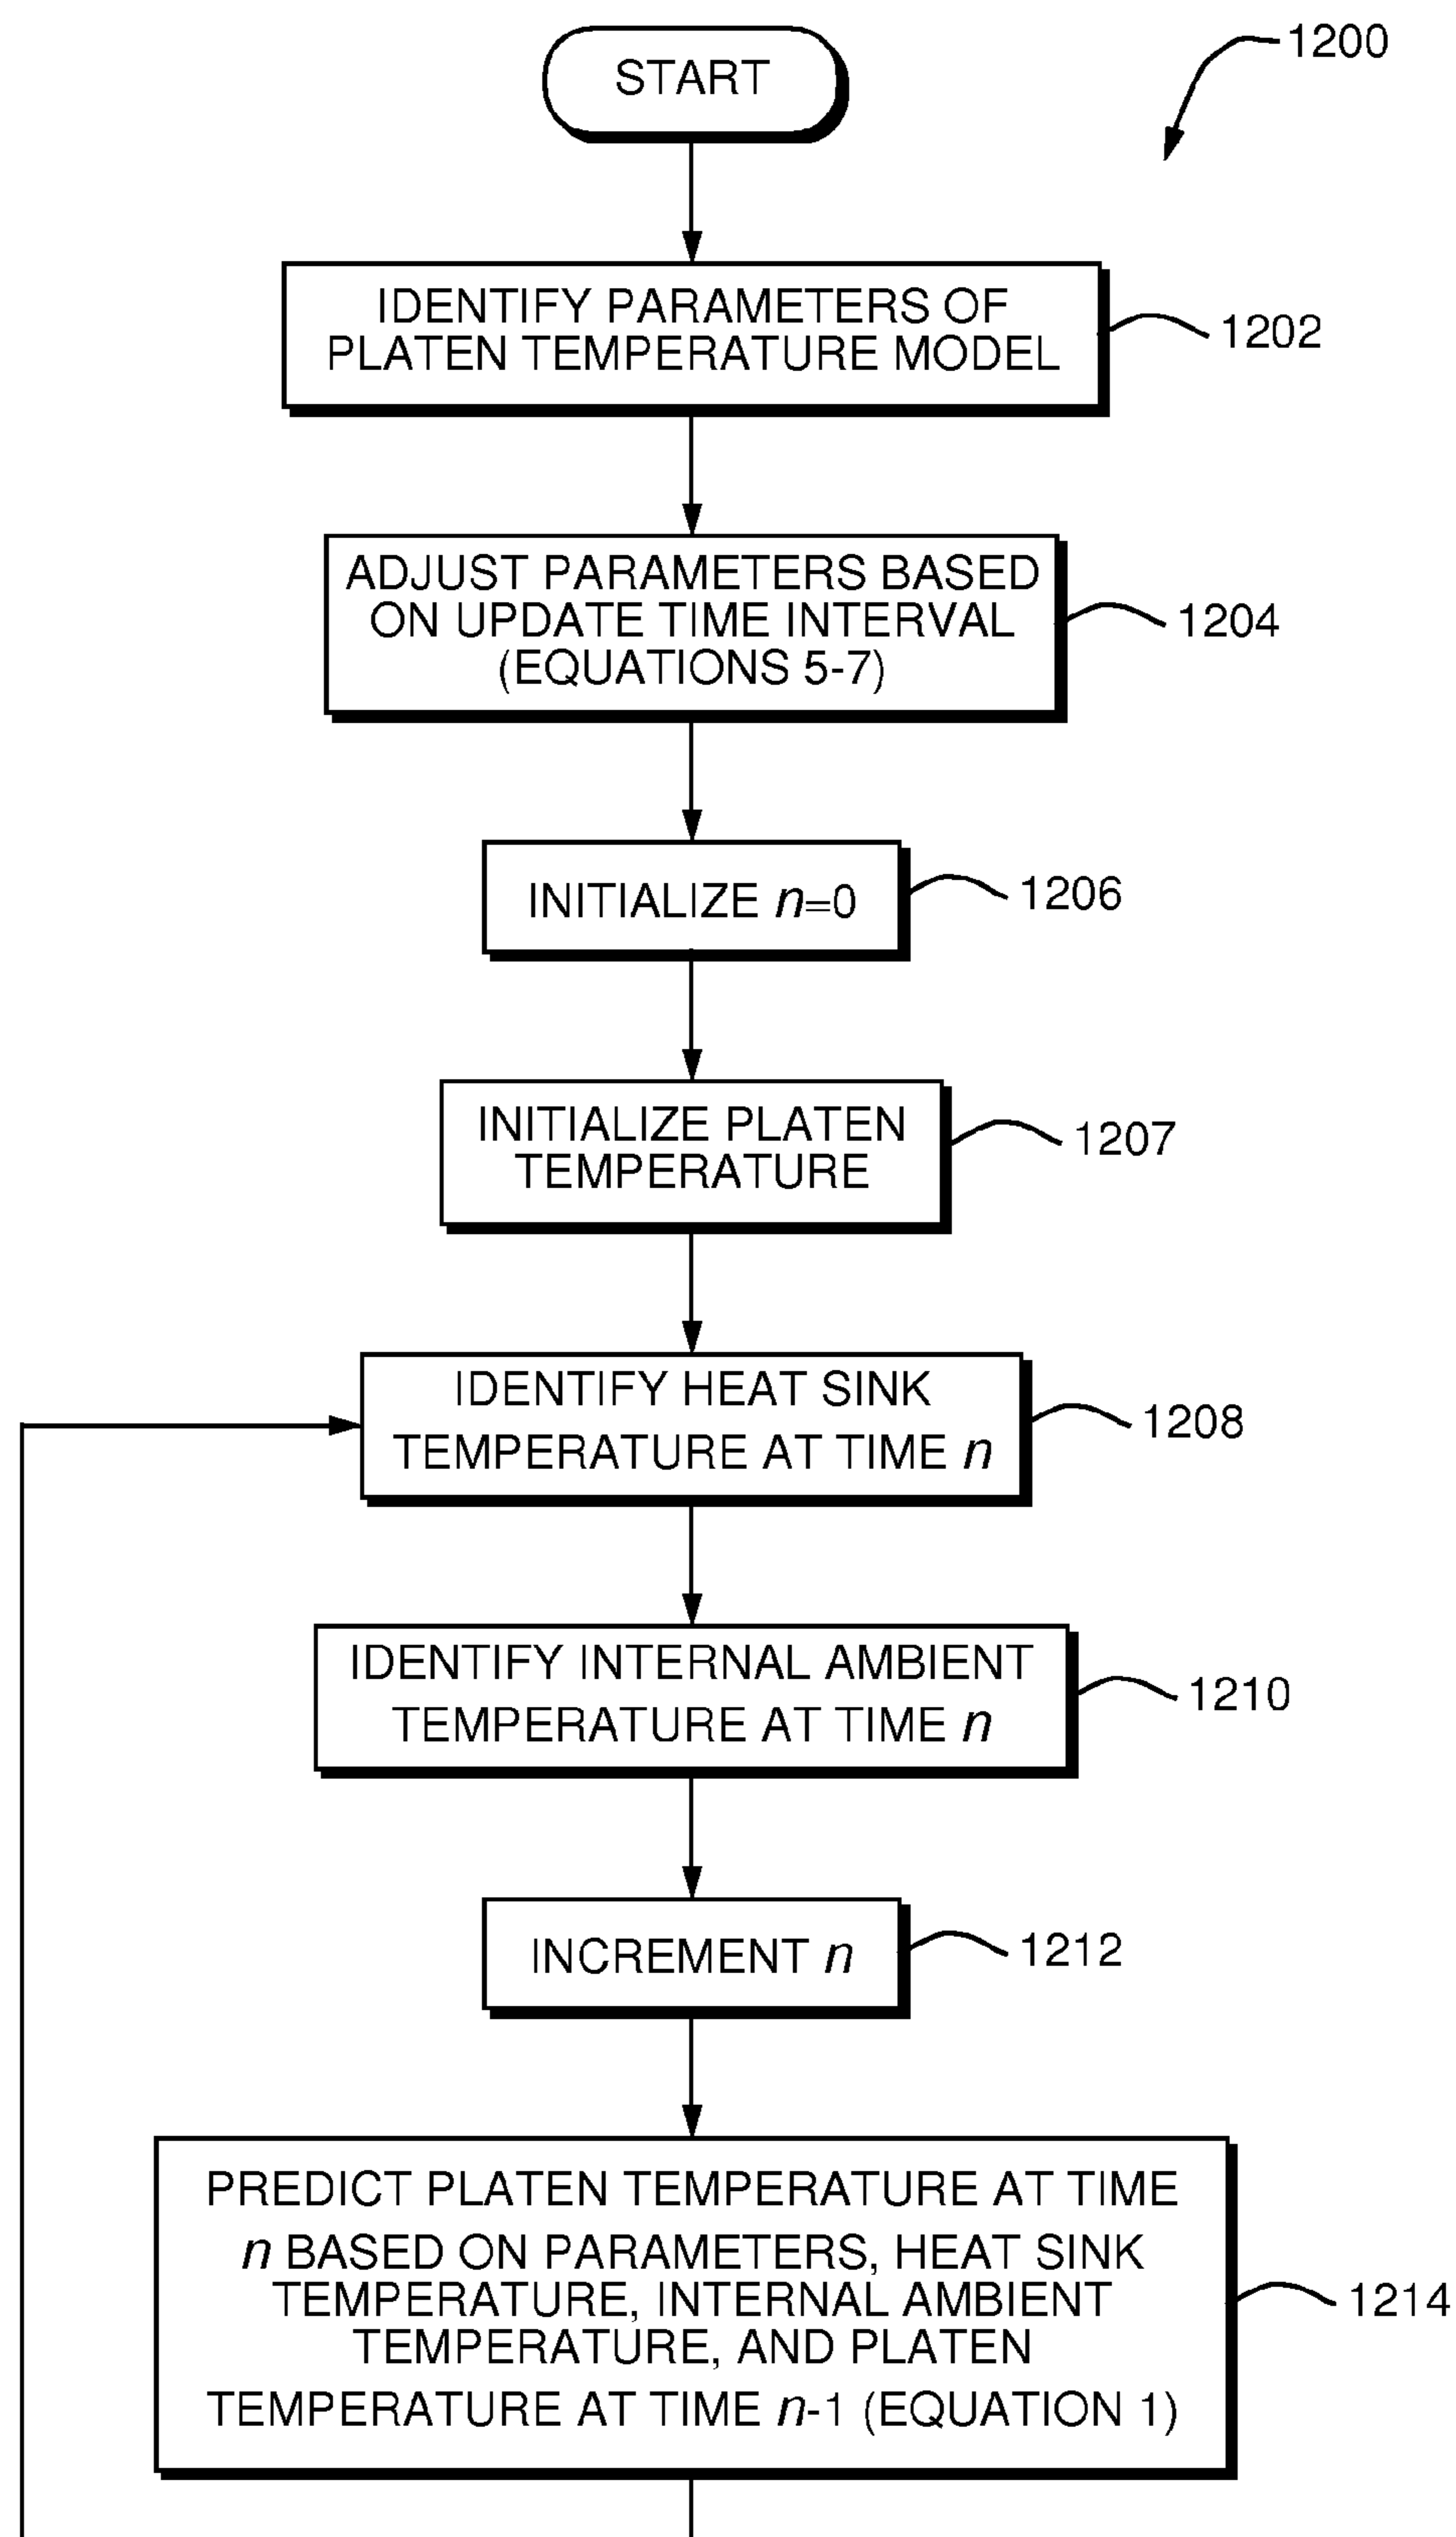 1200
START
IDENTIFY PARAMETERS OF
PLATEN TEMPERATURE MODEL
1202
ADJUST PARAMETERS BASED
ON UPDATE TIME INTERVAL
(EQUATIONS 5-7)
1204
INITIALIZE n=0
1206
INITIALIZE PLATEN
TEMPERATURE
1207
IDENTIFY HEAT SINK
TEMPERATURE AT TIME n
1208
IDENTIFY INTERNAL AMBIENT
TEMPERATURE AT TIME n
1210
INCREMENT n
1212
PREDICT PLATEN TEMPERATURE AT TIME
n BASED ON PARAMETERS, HEAT SINK
TEMPERATURE, INTERNAL AMBIENT
TEMPERATURE, AND PLATEN
TEMPERATURE AT TIME n-1 (EQUATION 1)
1214